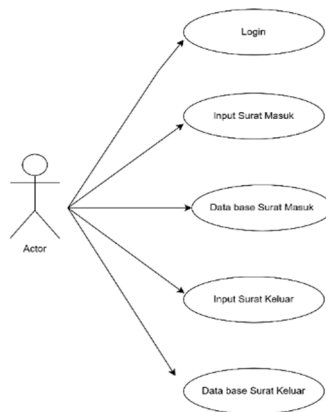 Login
Input Surat Masuk
Data base Surat Masuk
Actor
Input Surat Keluar
Data base Surat Keluar